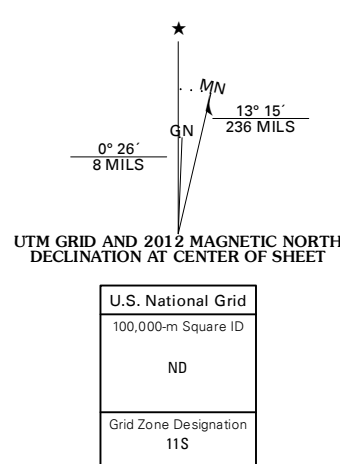 ★
MN
GN
13° 15´
236 MILS
0° 26´
8 MILS
UTM GRID AND 2012 MAGNETIC NORTH
DECLINATION AT CENTER OF SHEET
U.S. National Grid
100,000-m Square ID
ND
Grid Zone Designation
11S